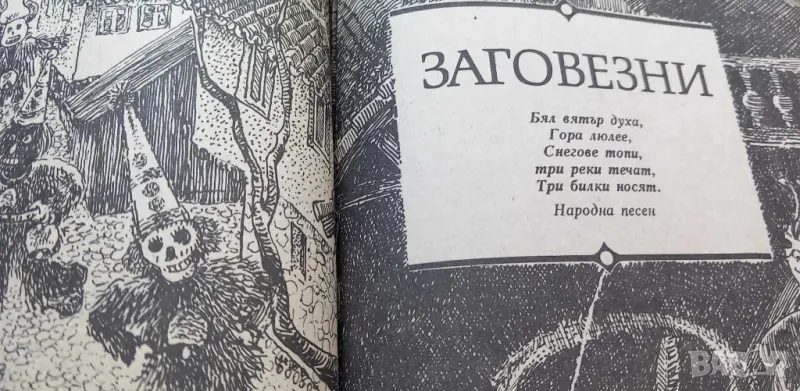 ЗАГОВЕЗНИ
Бял вятър духа,
Гора люлее,
Снегове топи,
три реки течат,
Три билки носят.
Народна песен